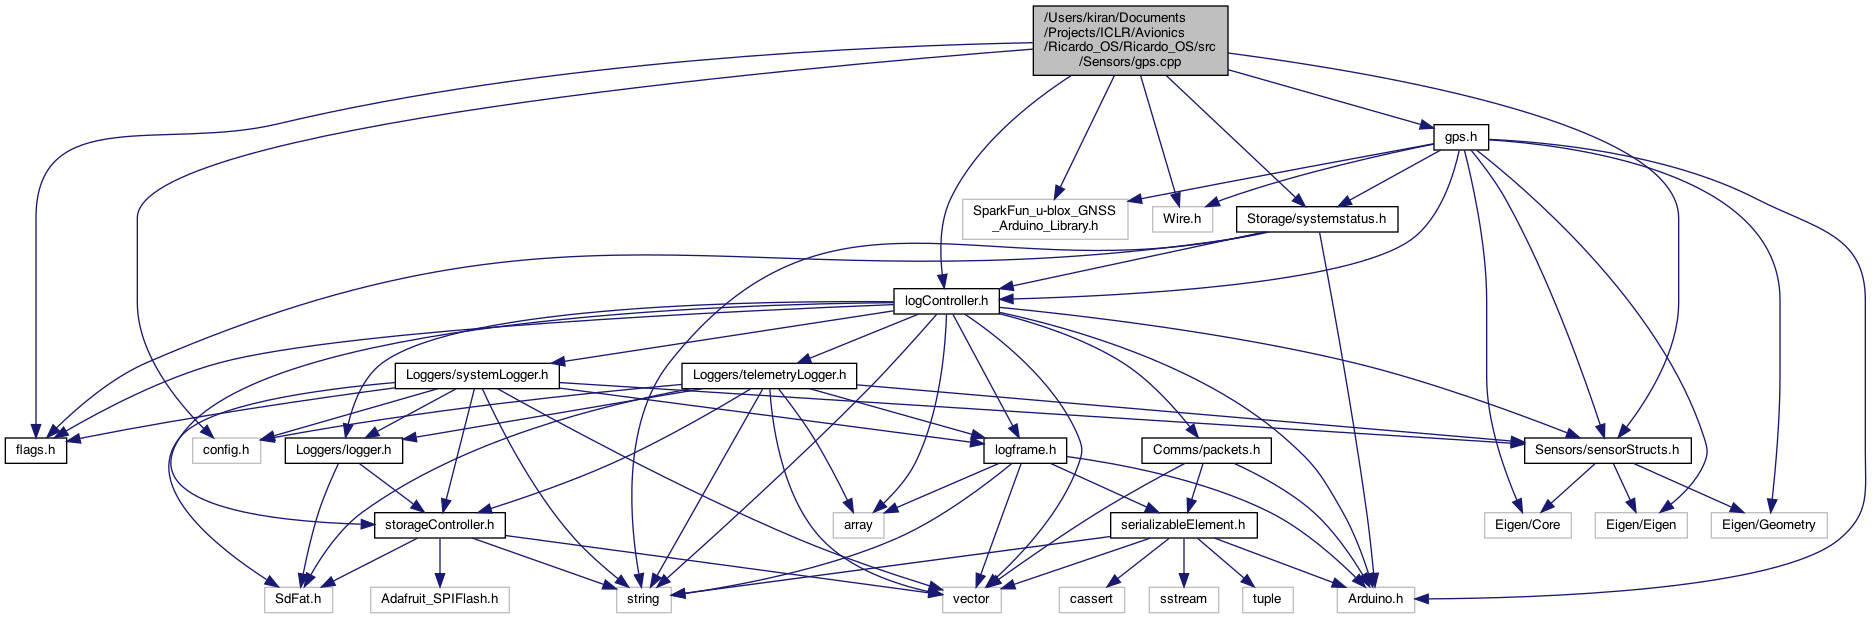 /Users/kiran/Documents
/Projects/ICLR/Avionics
/Ricardo_OS/Ricardo_OS/src
/Sensors/gps.cpp
gps.h
SparkFun_u-blox_GNSS
_Arduino_Library.h
Wire.h
Storage/systemstatus.h
logController.h
Loggers/systemLogger.h
Loggers/telemetryLogger.h
flags.h
config.h
Loggers/logger.h
logframe.h
Comms/packets.h
Sensors/sensorStructs.h
storageController.h
array
serializableElement.h
Eigen/Core
Eigen/Eigen
Eigen/Geometry
SdFat.h
Adafruit_SPIFlash.h
string
vector
cassert
sstream
tuple
Arduino.h